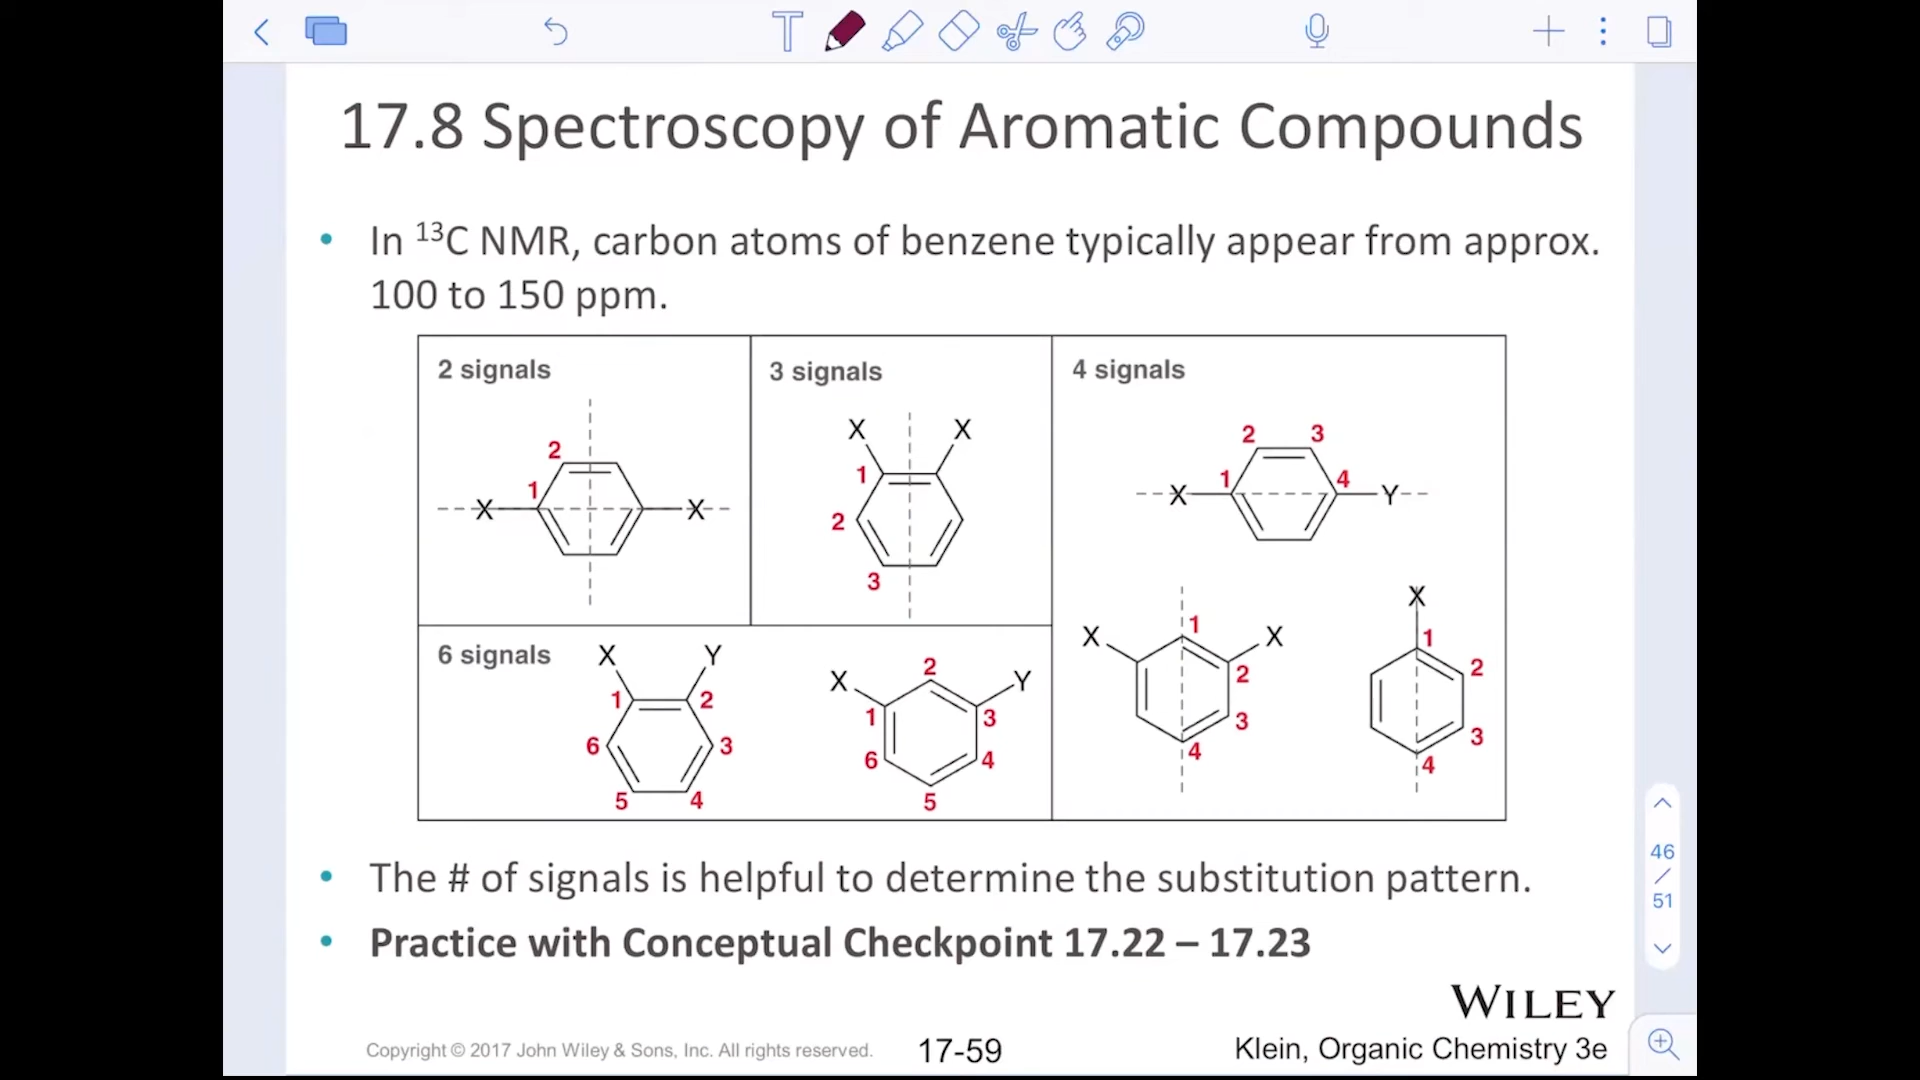 17.8 Spectroscopy of Aromatic Compounds
• In ¹³C NMR, carbon atoms of benzene typically appear from approx.
100 to 150 ppm.
2 signals
X 1 2 X
3 signals
X X
1
2
3
4 signals
2 3
X 1 4 Y
X 1 X
2
3
4
X
1
2
3
4
6 signals
X Y
1 2
6 3
5 4
X 2 Y
1 3
6 4
5
• The # of signals is helpful to determine the substitution pattern.
• Practice with Conceptual Checkpoint 17.22 – 17.23
WILEY
Copyright © 2017 John Wiley & Sons, Inc. All rights reserved.
17-59
Klein, Organic Chemistry 3e
46
/
51
T